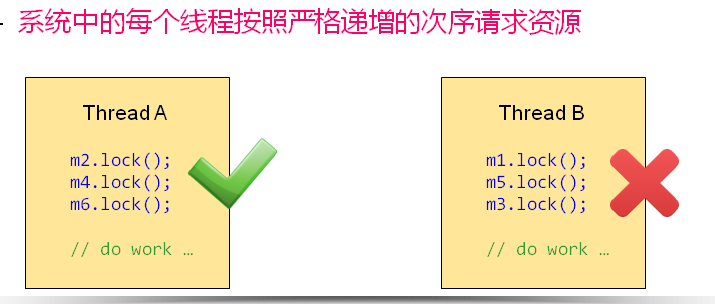 - 系统中的每个线程按照严格递增的次序请求资源
Thread A
m2.lock();
m4.lock();
m6.lock();
// do work …
Thread B
m1.lock();
m5.lock();
m3.lock();
// do work …